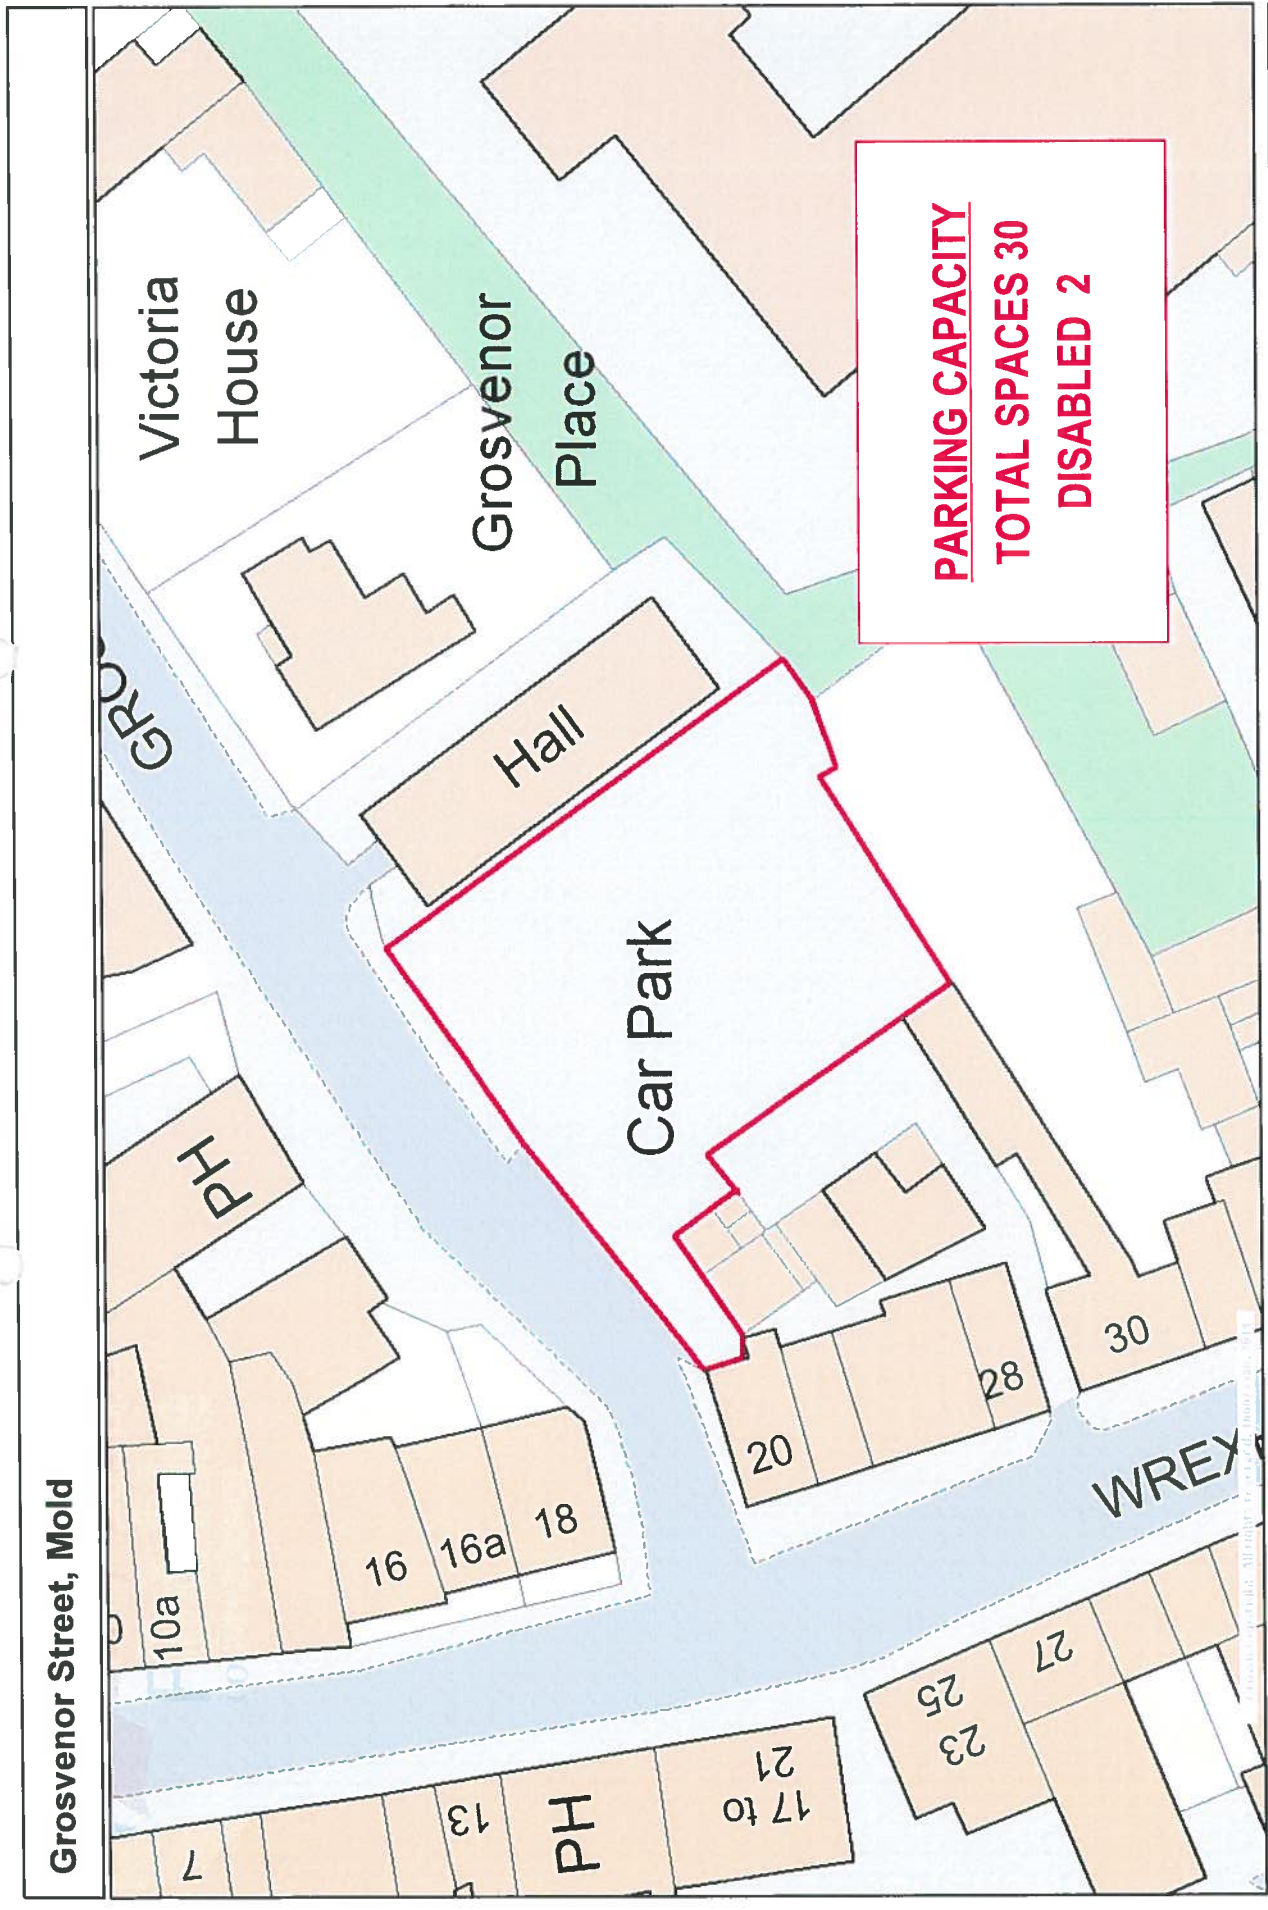 Grosvenor Street, Mold
Victoria
House
GRO
Grosvenor
Place
PARKING CAPACITY
TOTAL SPACES 30
DISABLED 2
Hall
Car Park
PH
10a
16
16a
18
20
28
30
WREX
7
13
PH
17 to
21
23
25
27